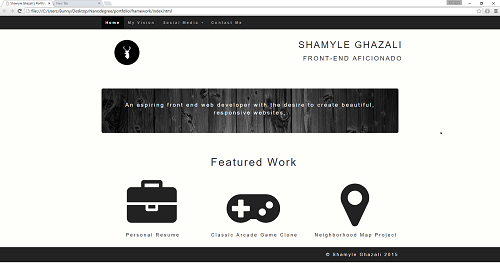 Shamyle Ghazali's Portfol
New Tab
file:///C:/Users/Bunny/Desktop/Nanodegree/portfolio/framework/index.html
Home My Vision Social Media Contact Me
SHAMYLE GHAZALI
FRONT-END AFICIONADO
An aspiring front end web developer with the desire to create beautiful,
responsive websites.
Featured Work
Personal Resume Classic Arcade Game Clone Neighborhood Map Project
© Shamyle Ghazali 2015